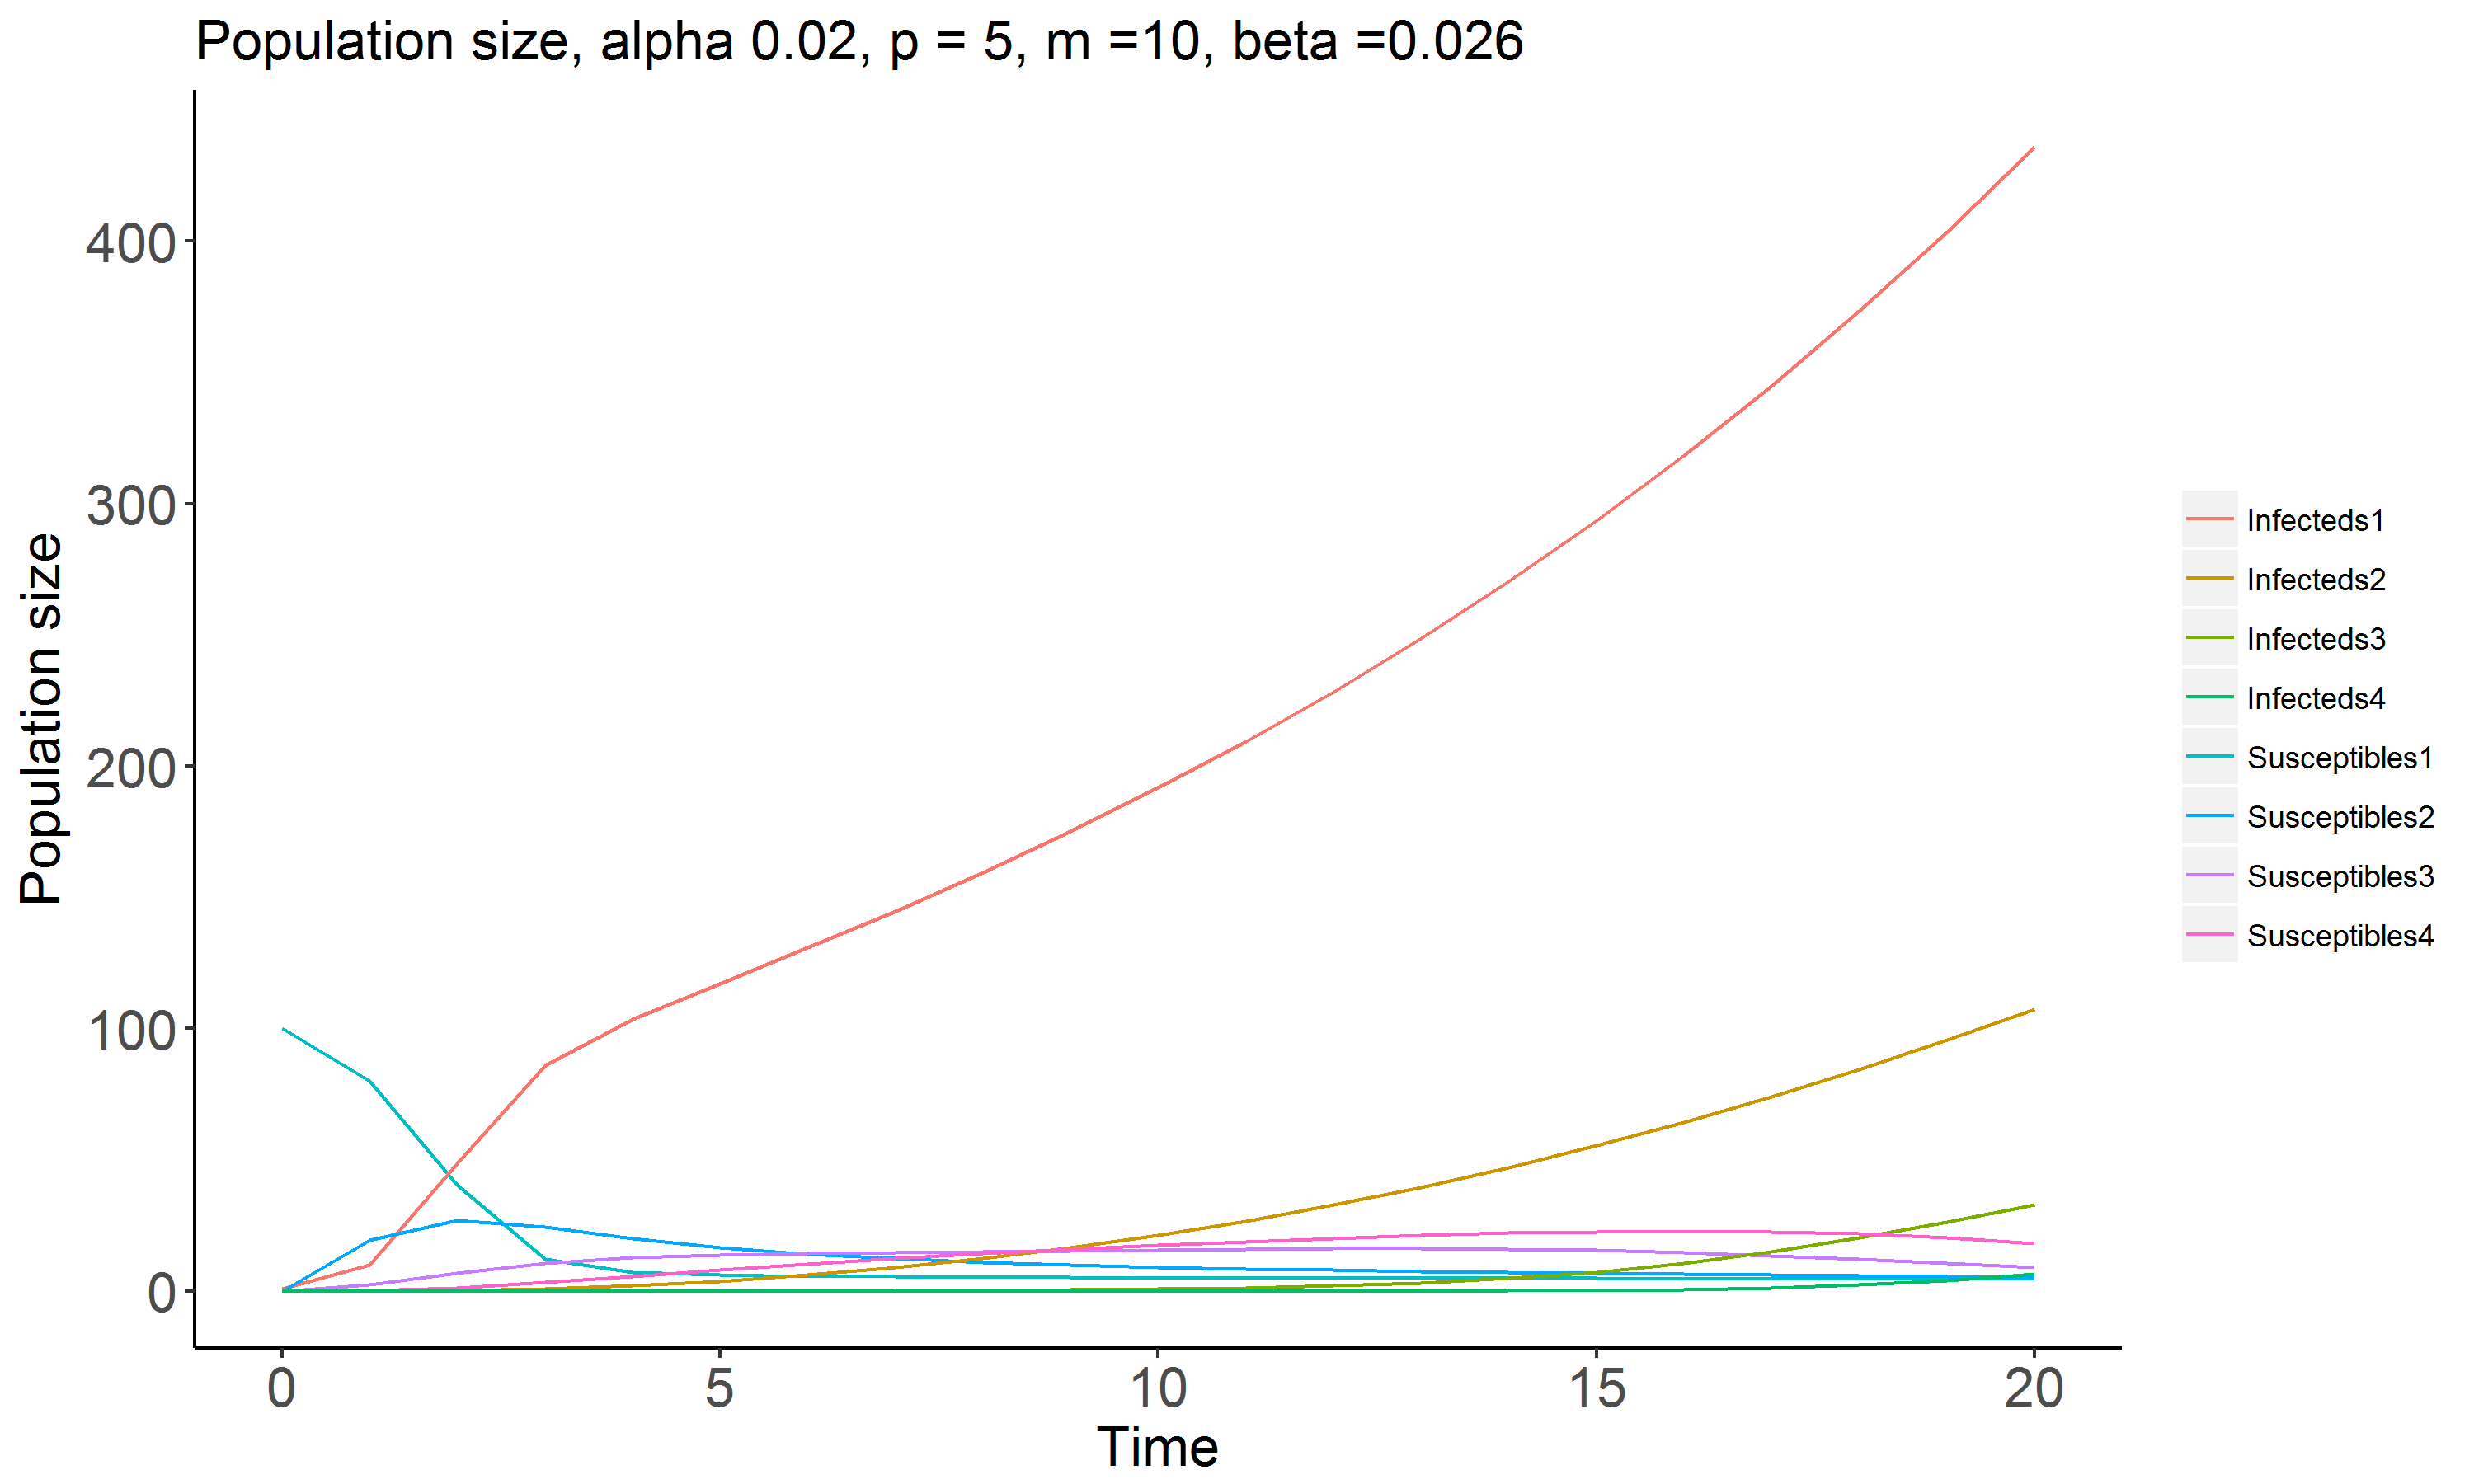 Population size, alpha 0.02, p = 5, m =10, beta =0.026
Population size
400
300
200
100
0
0
5
10
15
20
Time
Infecteds1
Infecteds2
Infecteds3
Infecteds4
Susceptibles1
Susceptibles2
Susceptibles3
Susceptibles4